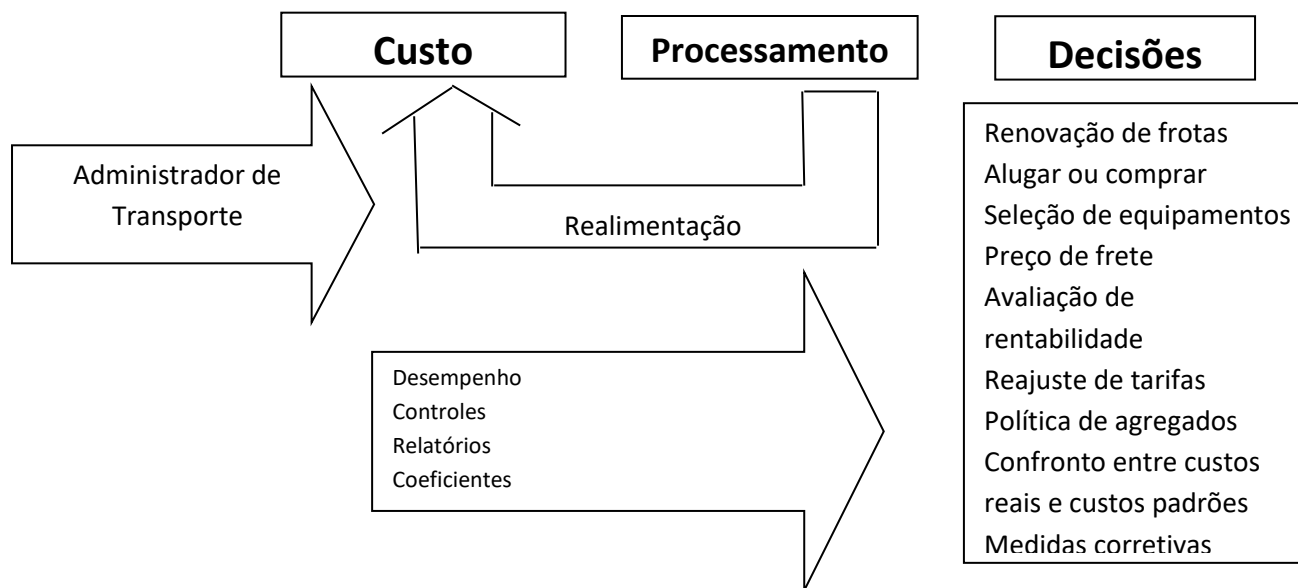 Custo
Processamento
Decisões
Administrador de
Transporte
Realimentação
Desempenho
Controles
Relatórios
Coeficientes
Renovação de frotas
Alugar ou comprar
Seleção de equipamentos
Preço de frete
Avaliação de
rentabilidade
Reajuste de tarifas
Política de agregados
Confronto entre custos
reais e custos padrões
Medidas corretivas